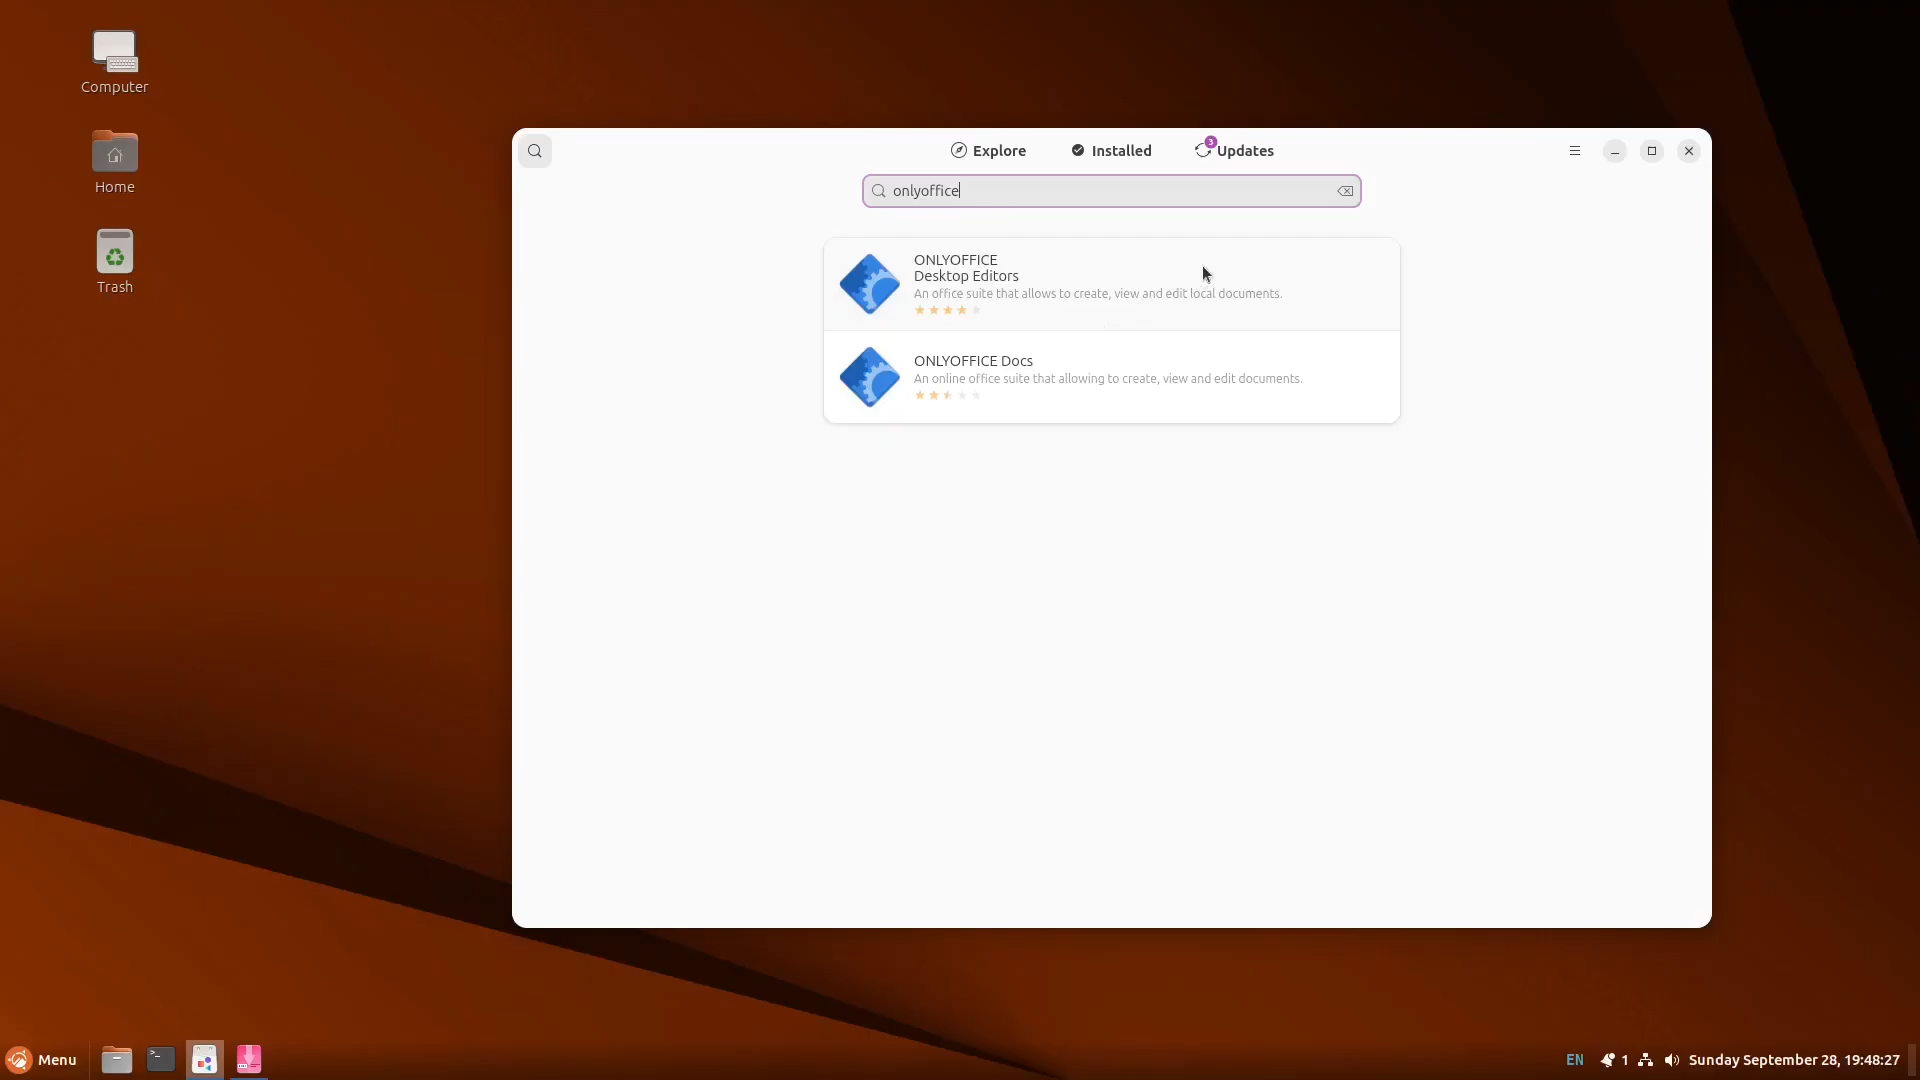 Computer
Home
Trash
Explore
Installed
3
Updates
onlyoffice
ONLYOFFICE
Desktop Editors
An office suite that allows to create, view and edit local documents.
ONLYOFFICE Docs
An online office suite that allowing to create, view and edit documents.
Menu
EN
1
Sunday September 28, 19:48:27